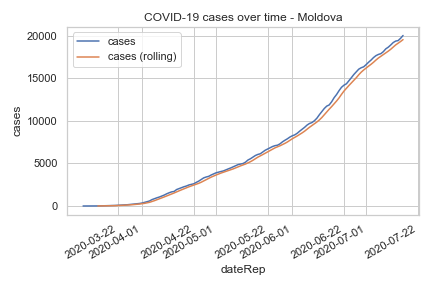 COVID-19 cases over time - Moldova
cases
cases (rolling)
20000
15000
10000
5000
0
cases
2020-03-22
2020-04-01
2020-04-22
2020-05-01
2020-05-22
2020-06-01
2020-06-22
2020-07-01
2020-07-22
dateRep